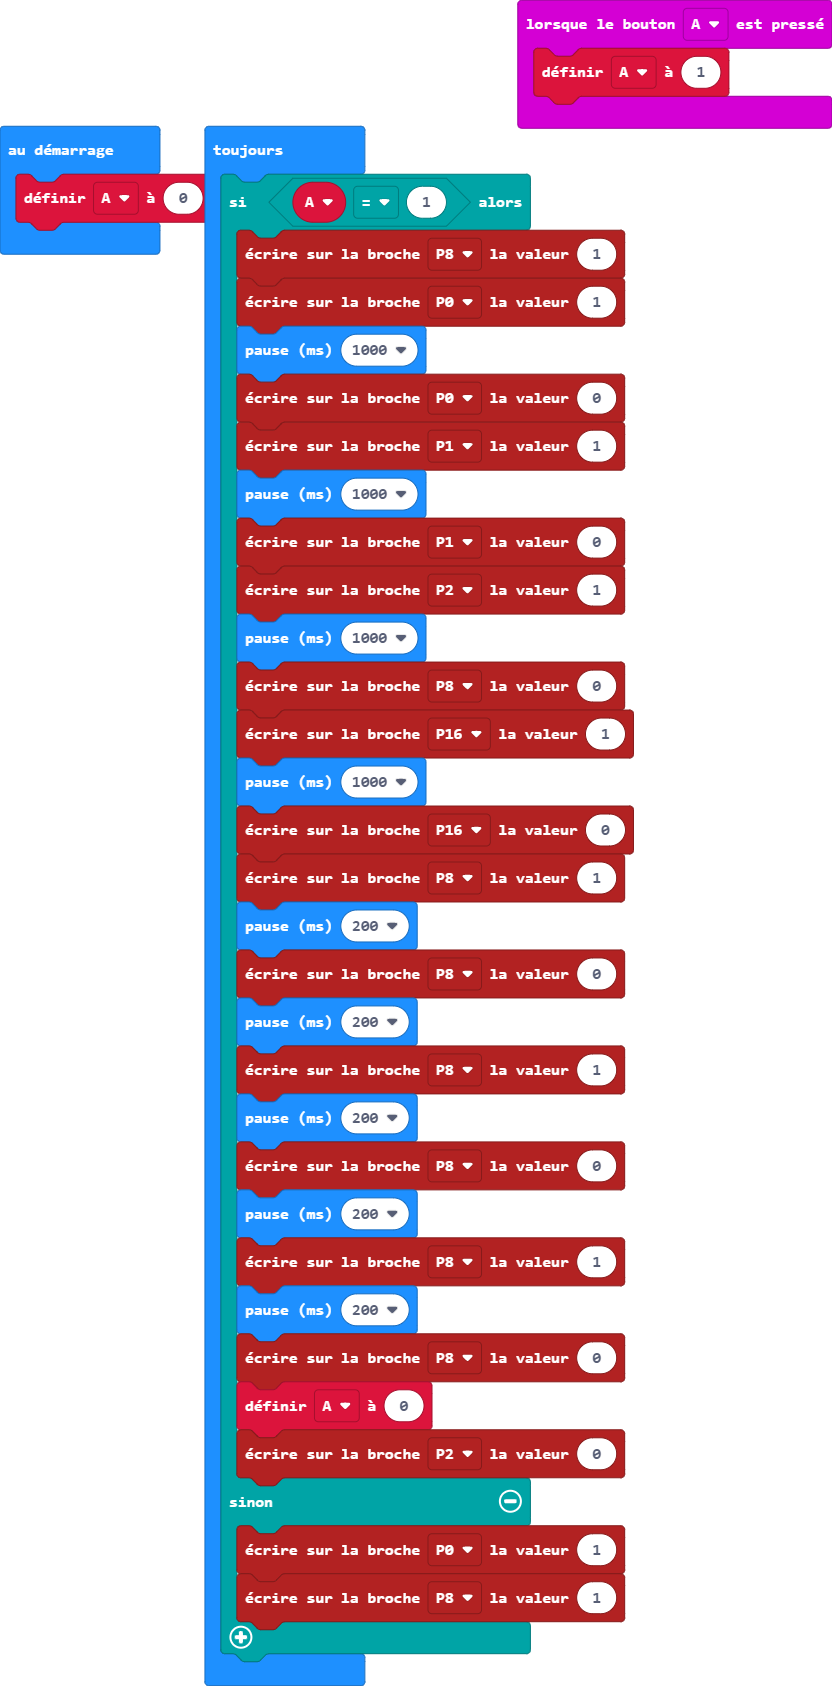 lorsque le bouton A est pressé
définir A à 1
au démarrage
définir A à 0
toujours
si A = 1 alors
écrire sur la broche P8 la valeur 1
écrire sur la broche P0 la valeur 1
pause (ms) 1000
écrire sur la broche P0 la valeur 0
écrire sur la broche P1 la valeur 1
pause (ms) 1000
écrire sur la broche P1 la valeur 0
écrire sur la broche P2 la valeur 1
pause (ms) 1000
écrire sur la broche P8 la valeur 0
écrire sur la broche P16 la valeur 1
pause (ms) 1000
écrire sur la broche P16 la valeur 0
écrire sur la broche P8 la valeur 1
pause (ms) 200
écrire sur la broche P8 la valeur 0
pause (ms) 200
écrire sur la broche P8 la valeur 1
pause (ms) 200
écrire sur la broche P8 la valeur 0
pause (ms) 200
écrire sur la broche P8 la valeur 1
pause (ms) 200
écrire sur la broche P8 la valeur 0
définir A à 0
écrire sur la broche P2 la valeur 0
sinon
écrire sur la broche P0 la valeur 1
écrire sur la broche P8 la valeur 1